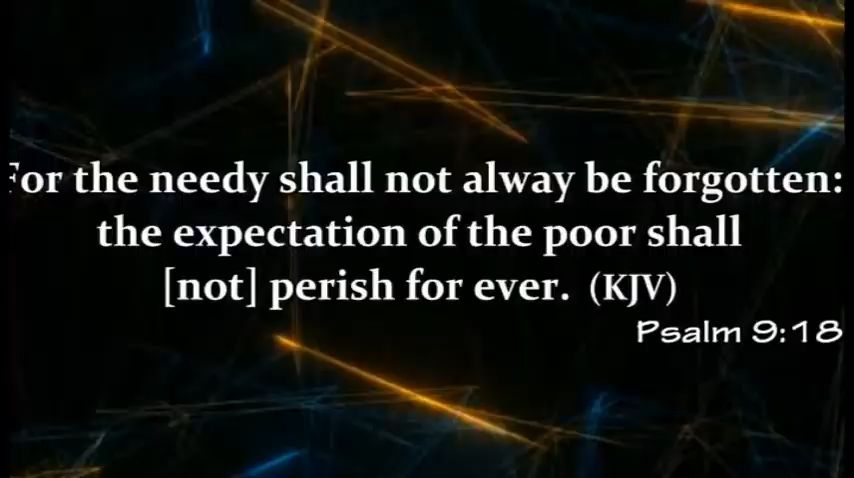 For the needy shall not alway be forgotten:
the expectation of the poor shall
[not] perish for ever. (KJV)
Psalm 9:18